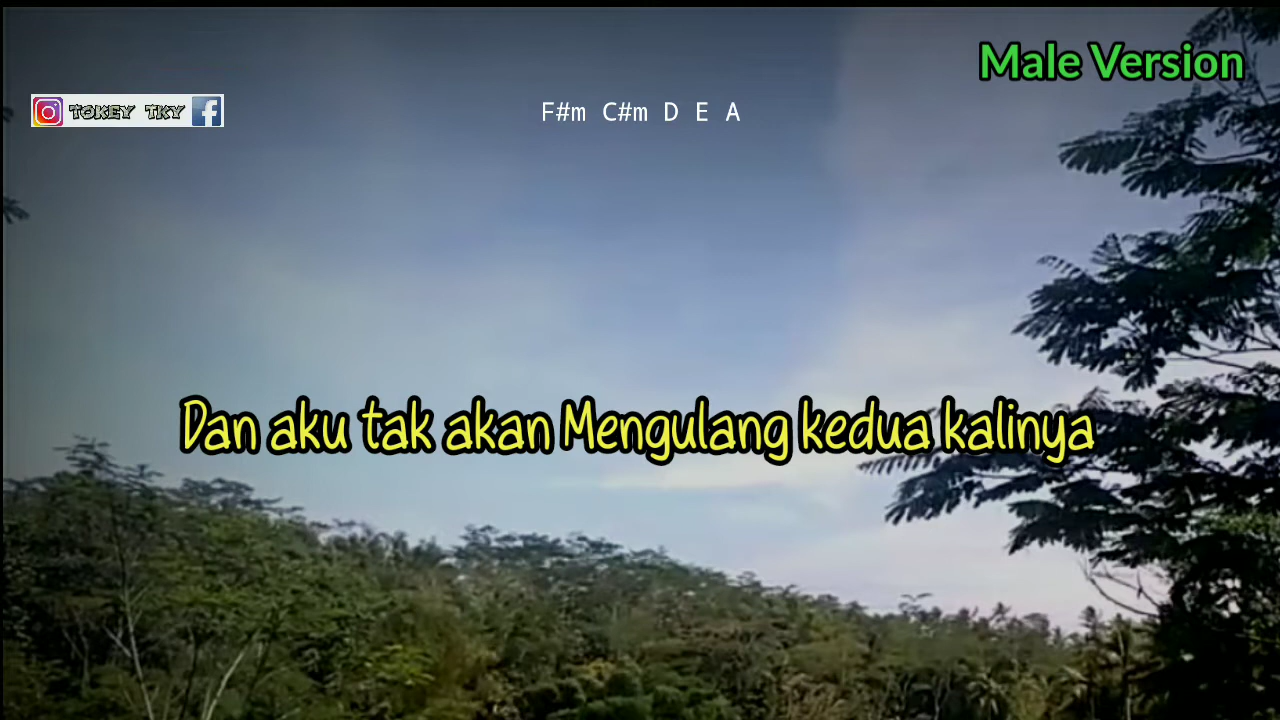 Male Version
TOKEY TKY
F#m C#m D E A
Dan aku tak akan Mengulang kedua kalinya